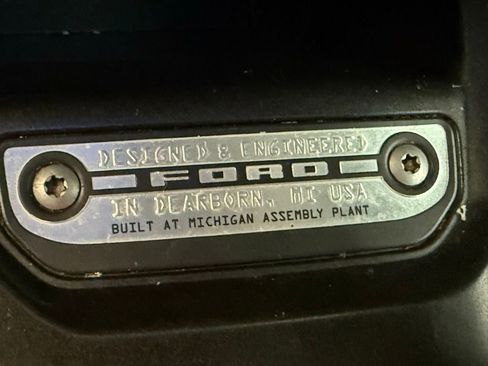 DESIGNED & ENGINEERED
FORD
IN DEARBORN, MI USA
BUILT AT MICHIGAN ASSEMBLY PLANT